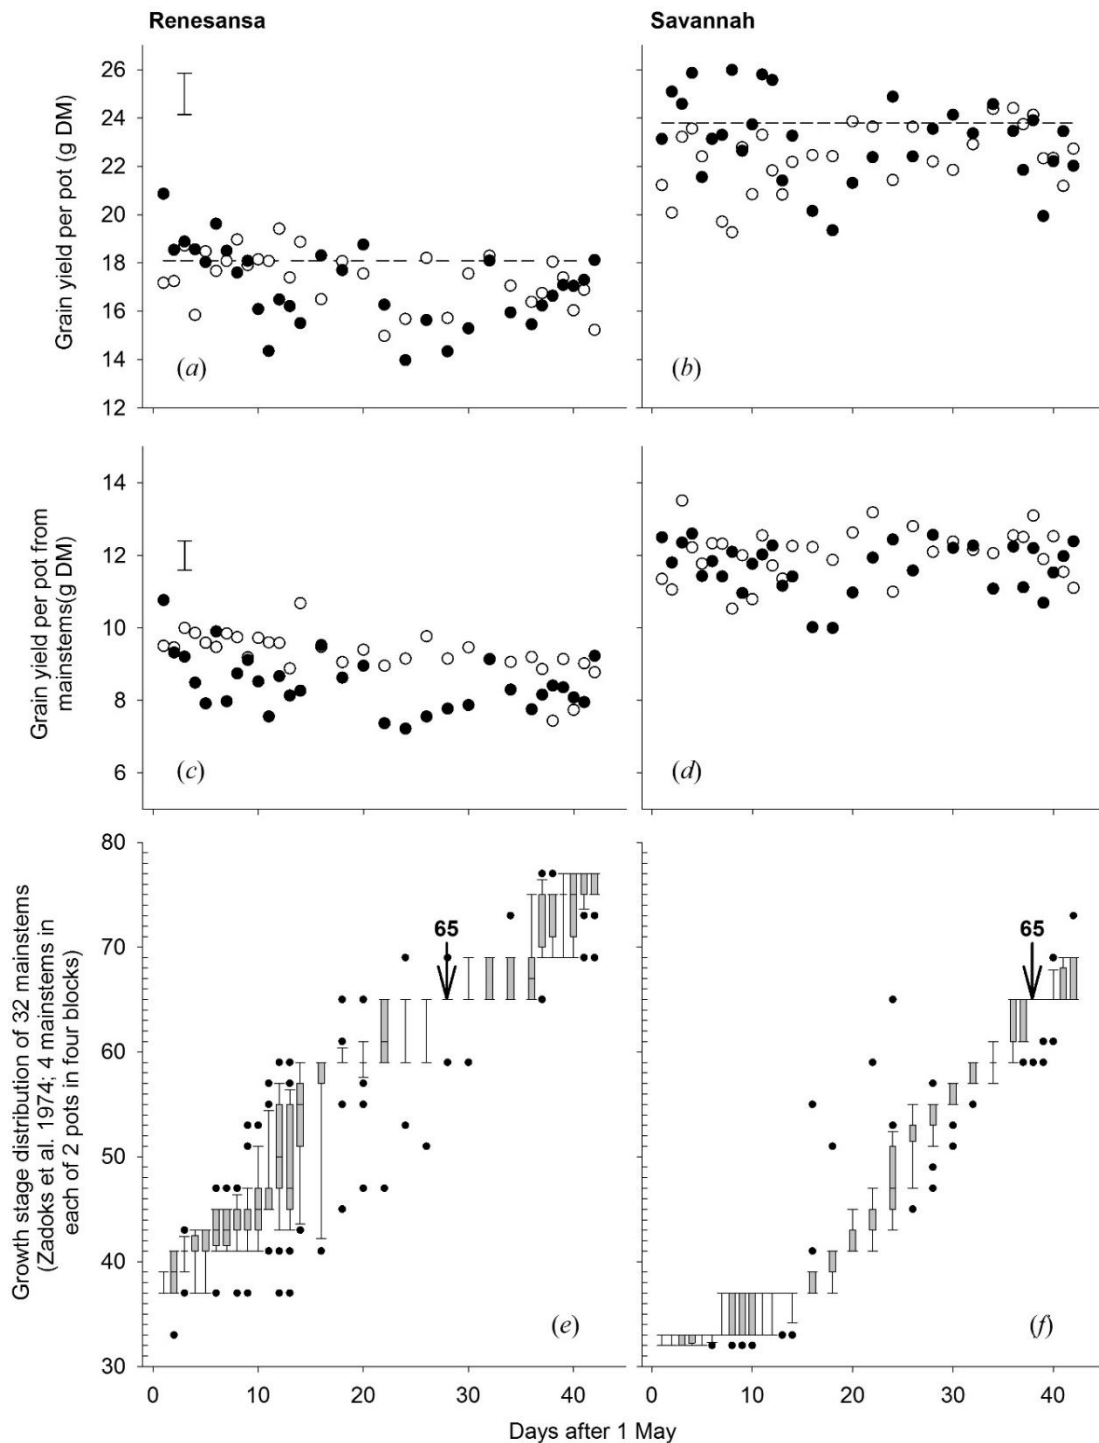 Renesansa
Savannah
Grain yield per pot (g DM)
26
24
22
20
18
16
14
12
(a)
(b)
Grain yield per pot from
mainstems(g DM)
14
12
10
8
6
(c)
(d)
Growth stage distribution of 32 mainstems
(Zadoks et al. 1974; 4 mainstems in
each of 2 pots in four blocks)
80
70
60
50
40
30
65
65
(e)
(f)
0 10 20 30 40
0 10 20 30 40
Days after 1 May